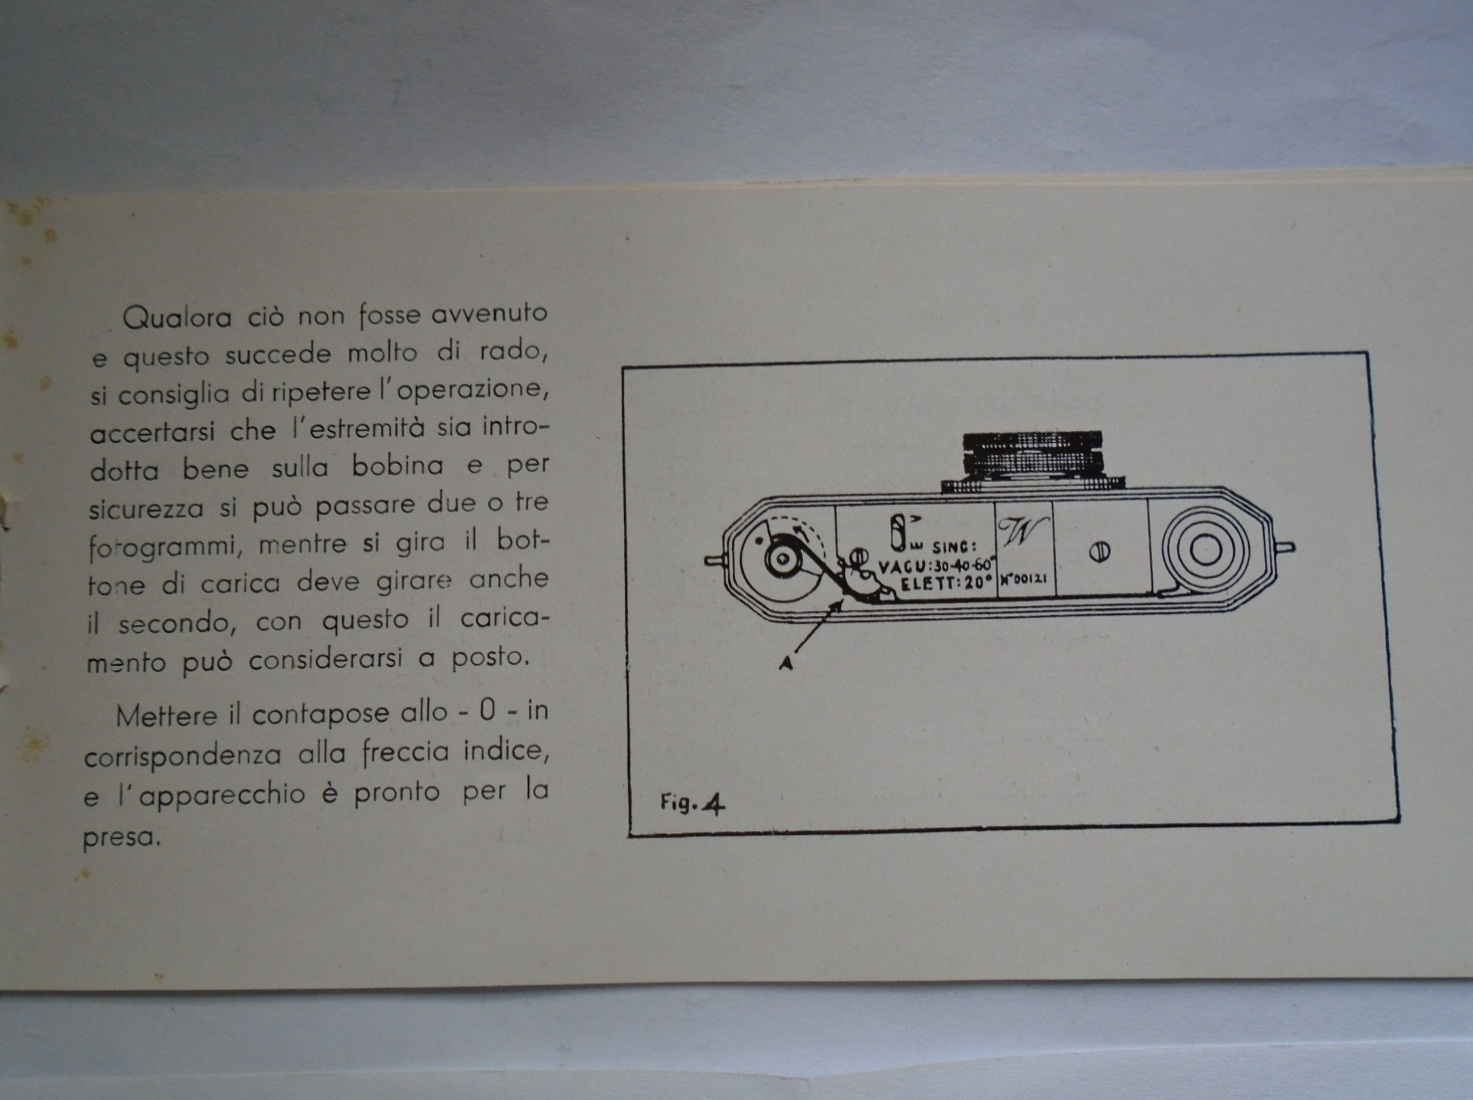 Qualora ciò non fosse avvenuto
e questo succede molto di rado,
si consiglia di ripetere l'operazione,
accertarsi che l'estremità sia intro-
dotta bene sulla bobina e per
sicurezza si può passare due o tre
fotogrammi, mentre si gira il bot-
tone di carica deve girare anche
il secondo, con questo il carica-
mento può considerarsi a posto.
Mettere il contapose allo - 0 - in
corrispondenza alla freccia indice,
e l'apparecchio è pronto per la
presa.
V
E SINC:
VACU:30-40-60°
ELETT:20°
W
N°00121
A
Fig. 4